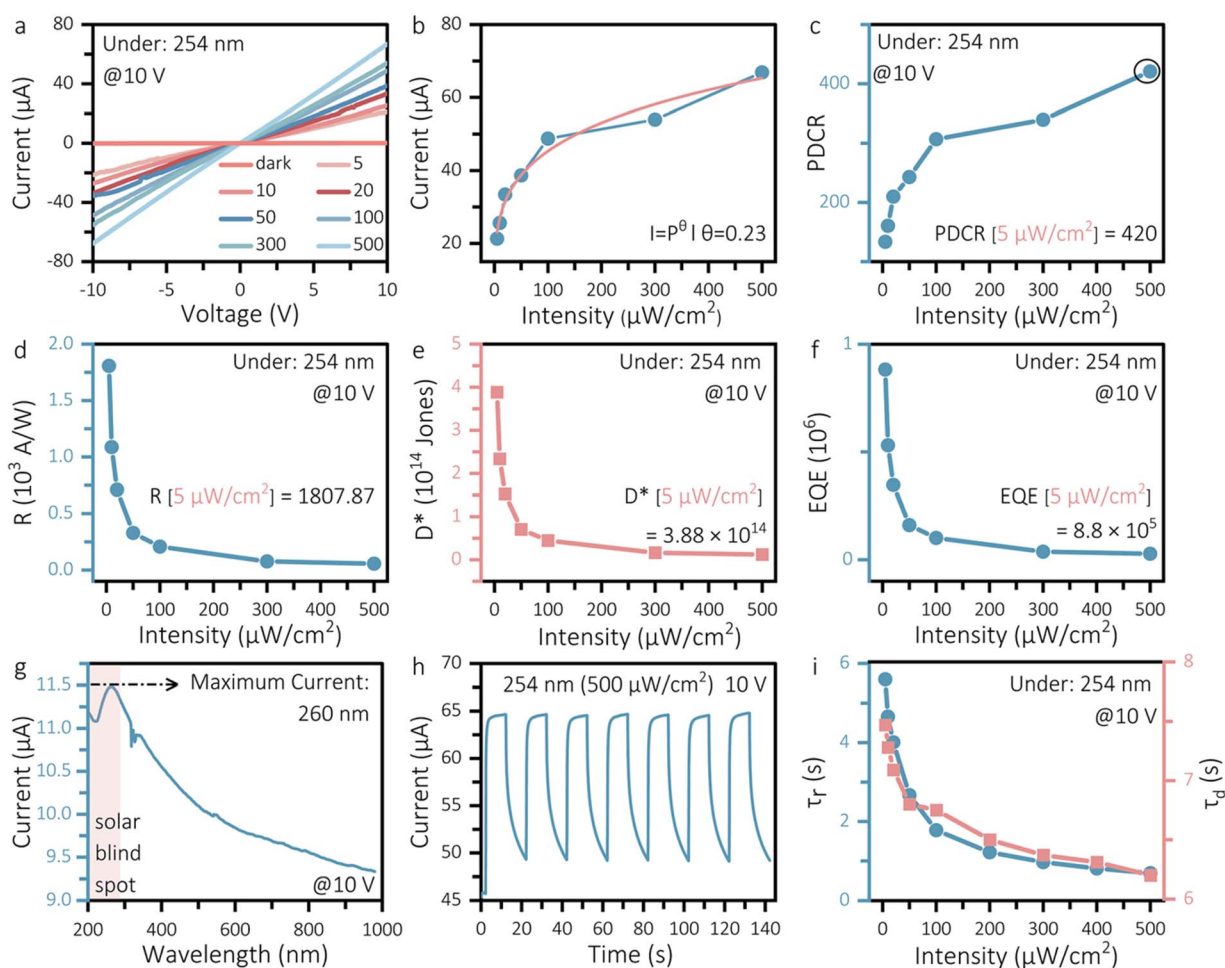 a
Under: 254 nm
@10 V
80
40
0
-40
-80
Current (µA)
dark
5
10
20
50
100
300
500
-10
-5
0
5
10
Voltage (V)
b
80
60
40
20
Current (µA)
I=P^θ | θ=0.23
0
100
200
300
400
500
Intensity (µW/cm²)
c
Under: 254 nm
@10 V
400
200
PDCR
PDCR [5 µW/cm²] = 420
0
100
200
300
400
500
Intensity (µW/cm²)
d
2.0
1.5
1.0
0.5
0.0
R (10³ A/W)
Under: 254 nm
@10 V
R [5 µW/cm²] = 1807.87
0
100
200
300
400
500
Intensity (µW/cm²)
e
5
4
3
2
1
0
D* (10¹⁴ Jones)
Under: 254 nm
@10 V
D* [5 µW/cm²]
= 3.88 × 10¹⁴
0
100
200
300
400
500
Intensity (µW/cm²)
f
1
0
EQE (10⁶)
Under: 254 nm
@10 V
EQE [5 µW/cm²]
= 8.8 × 10⁵
0
100
200
300
400
500
Intensity (µW/cm²)
g
11.5
11.0
10.5
10.0
9.5
9.0
Current (µA)
Maximum Current:
260 nm
solar
blind
spot
@10 V
200
400
600
800
1000
Wavelength (nm)
h
70
65
60
55
50
45
Current (µA)
254 nm (500 µW/cm²) 10 V
0
20
40
60
80
100
120
140
Time (s)
i
6
4
2
0
τr (s)
Under: 254 nm
@10 V
8
7
6
τd (s)
0
100
200
300
400
500
Intensity (µW/cm²)